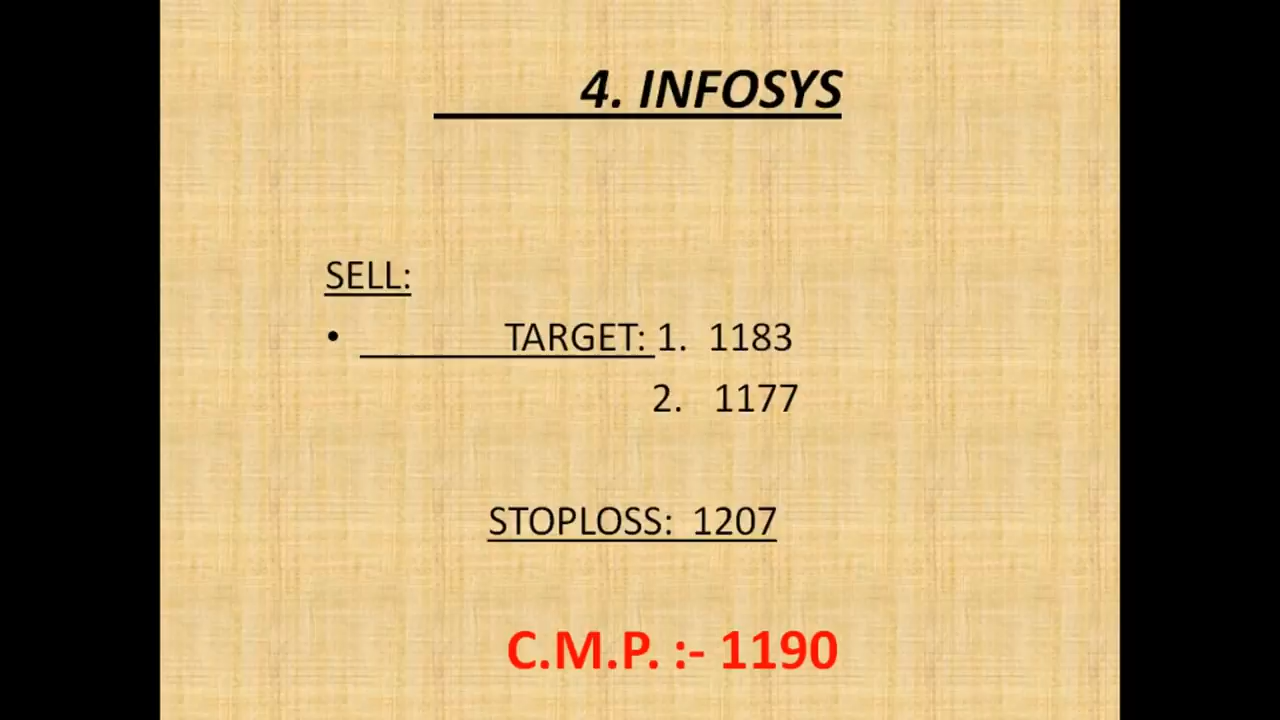 4. INFOSYS
SELL:
• TARGET: 1. 1183
2. 1177
STOPLOSS: 1207
C.M.P. :- 1190